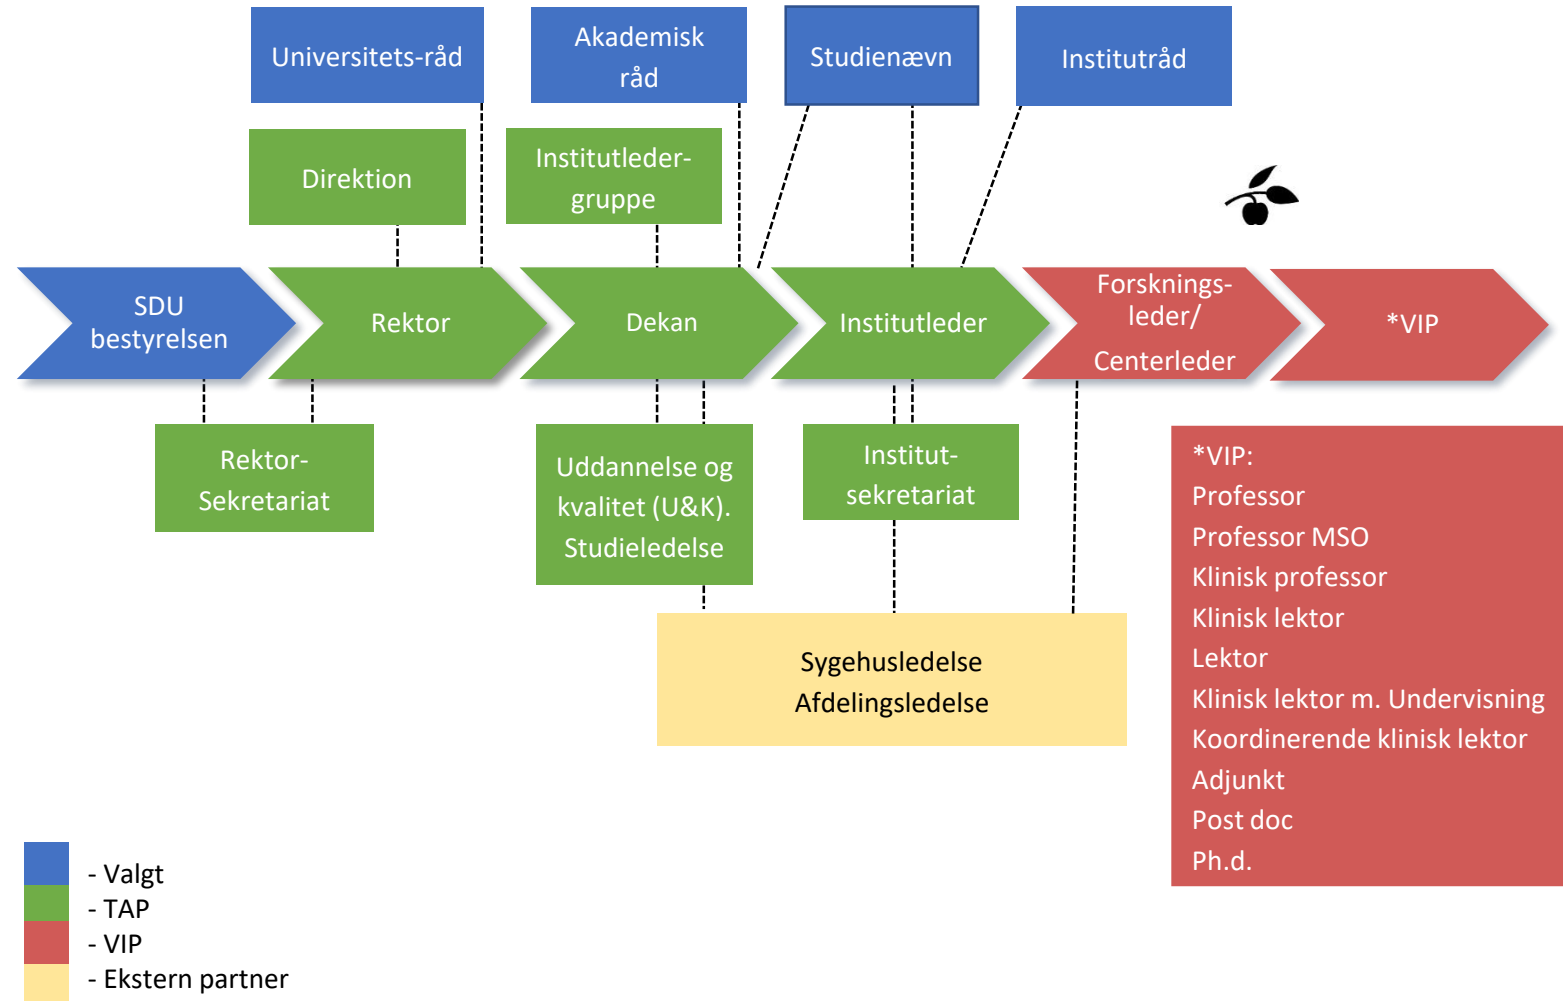 Universitets-råd
Akademisk
råd
Studienævn
Institutråd
Direktion
Institutleder-
gruppe
SDU
bestyrelsen
Rektor
Dekan
Institutleder
Forsknings-
leder/
Centerleder
*VIP
Rektor-
Sekretariat
Uddannelse og
kvalitet (U&K).
Studieledelse
Institut-
sekretariat
*VIP:
Professor
Professor MSO
Klinisk professor
Klinisk lektor
Lektor
Klinisk lektor m. Undervisning
Koordinerende klinisk lektor
Adjunkt
Post doc
Ph.d.
Sygehusledelse
Afdelingsledelse
- Valgt
- TAP
- VIP
- Ekstern partner